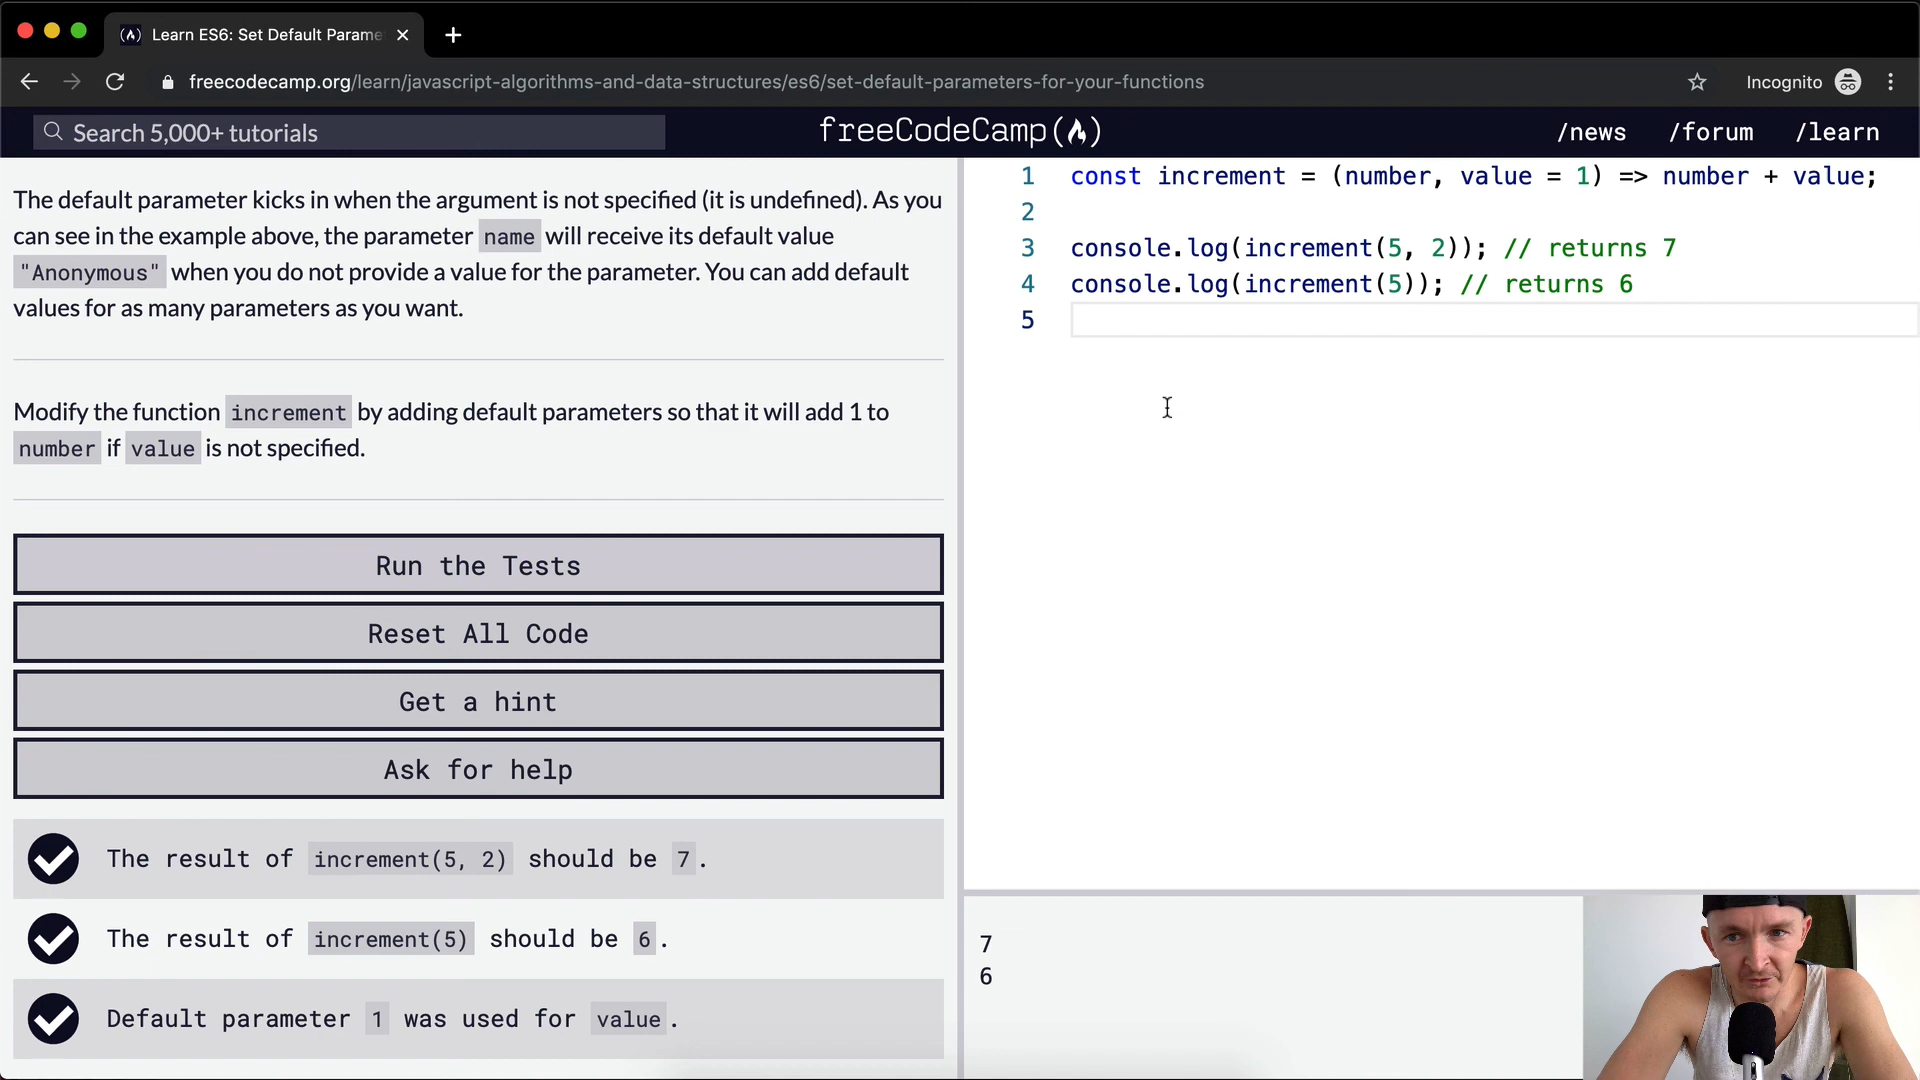 Learn ES6: Set Default Parame
freecodecamp.org/learn/javascript-algorithms-and-data-structures/es6/set-default-parameters-for-your-functions
Incognito
Search 5,000+ tutorials
freeCodeCamp
/news /forum /learn
The default parameter kicks in when the argument is not specified (it is undefined). As you
can see in the example above, the parameter name will receive its default value
"Anonymous" when you do not provide a value for the parameter. You can add default
values for as many parameters as you want.
Modify the function increment by adding default parameters so that it will add 1 to
number if value is not specified.
Run the Tests
Reset All Code
Get a hint
Ask for help
The result of increment(5, 2) should be 7.
The result of increment(5) should be 6.
Default parameter 1 was used for value.
1 const increment = (number, value = 1) => number + value;
2
3 console.log(increment(5, 2)); // returns 7
4 console.log(increment(5)); // returns 6
5
7
6